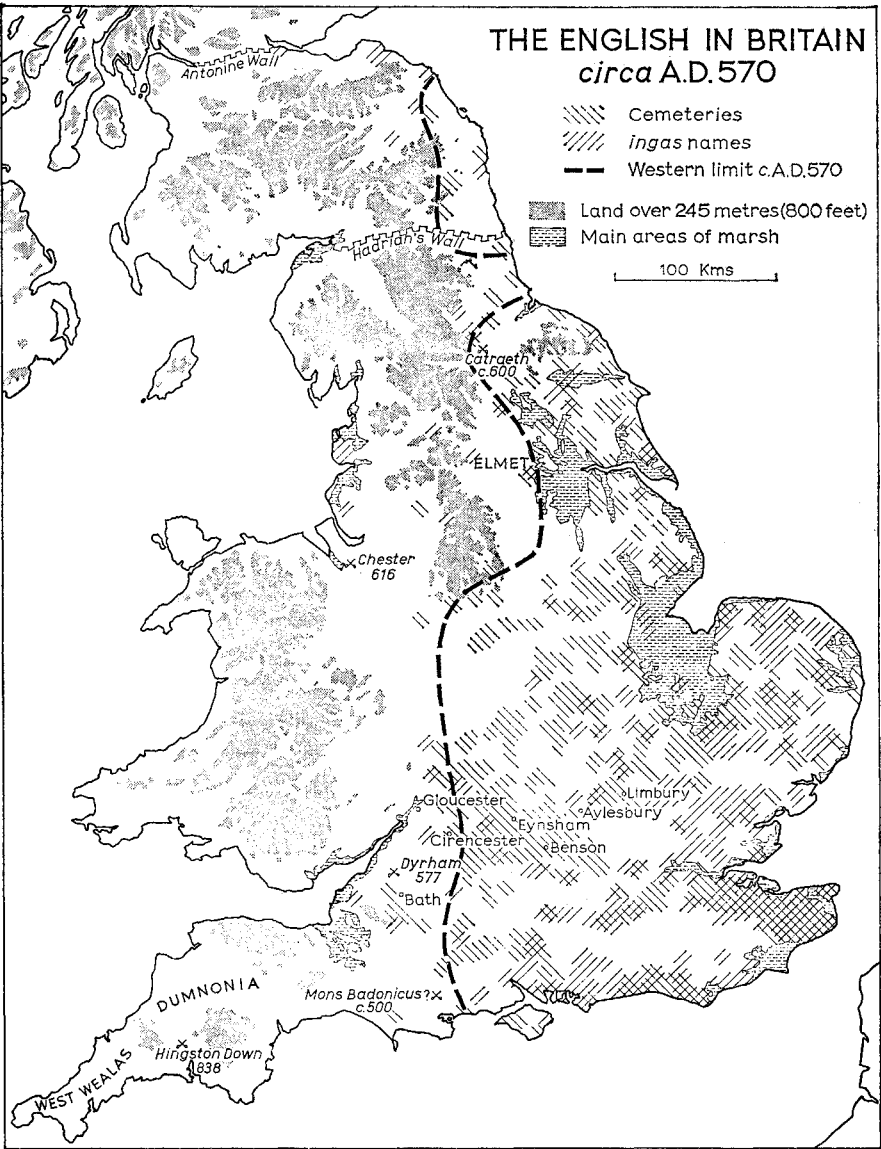 THE ENGLISH IN BRITAIN
circa A.D.570
Cemeteries
ingas names
Western limit c.A.D.570
Land over 245 metres(800 feet)
Main areas of marsh
100 Kms
Antonine Wall
Hadrian's Wall
Catraeth
c.600
ELMET
Chester
616
Gloucester
Limbury
Aylesbury
Eynsham
Cirencester
Benson
Dyrham
577
Bath
DUMNONIA
Mons Badonicus?
c.500
Hingston Down
838
WEST WEALAS